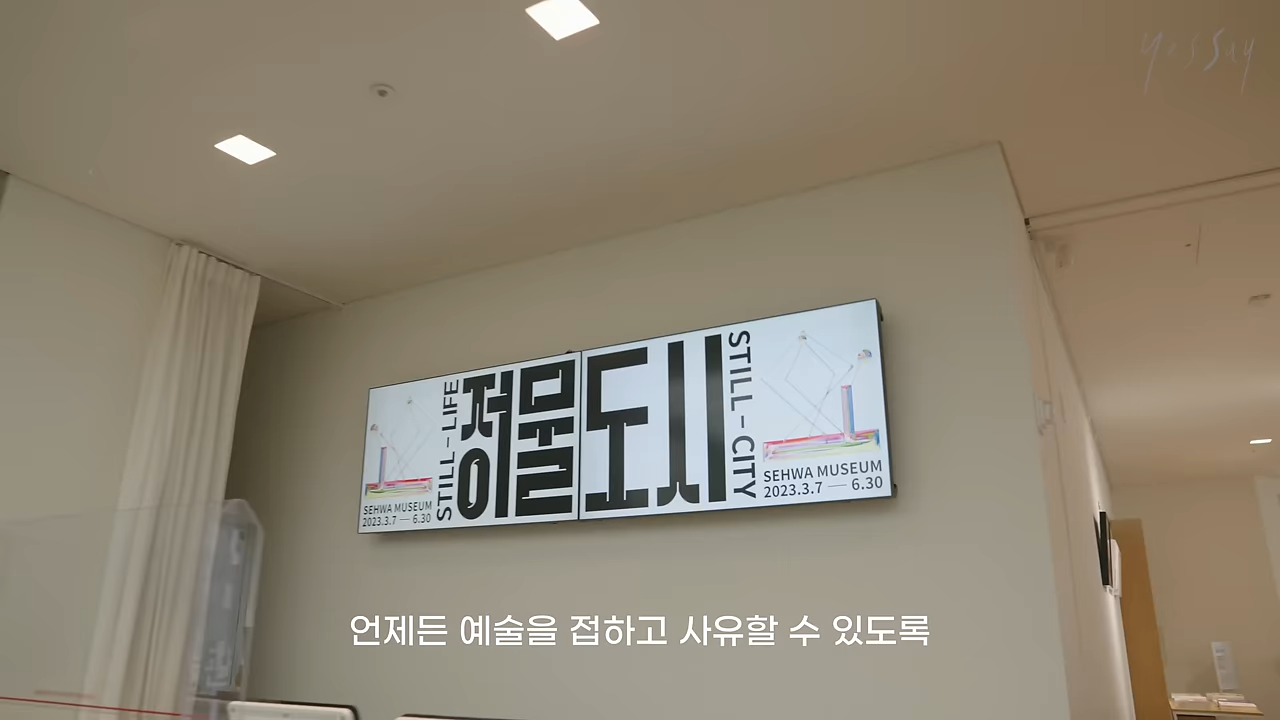 yessay
STILL–LIFE
정물도시
STILL–CITY
SEHWA MUSEUM
2023.3.7 — 6.30
SEHWA MUSEUM
2023.3.7 — 6.30
언제든 예술을 접하고 사유할 수 있도록